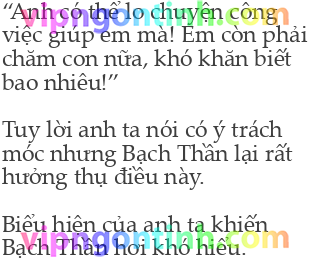 “Anh có thể lo chuyện công
việc giúp em mà! Em còn phải
chăm con nữa, khó khăn biết
bao nhiêu!”
Tuy lời anh ta nói có ý trách
móc nhưng Bạch Thần lại rất
hưởng thụ điều này.
Biểu hiện của anh ta khiến
Bạch Thần hơi khó hiểu.
vipngontinh.com
vipngontinh.com